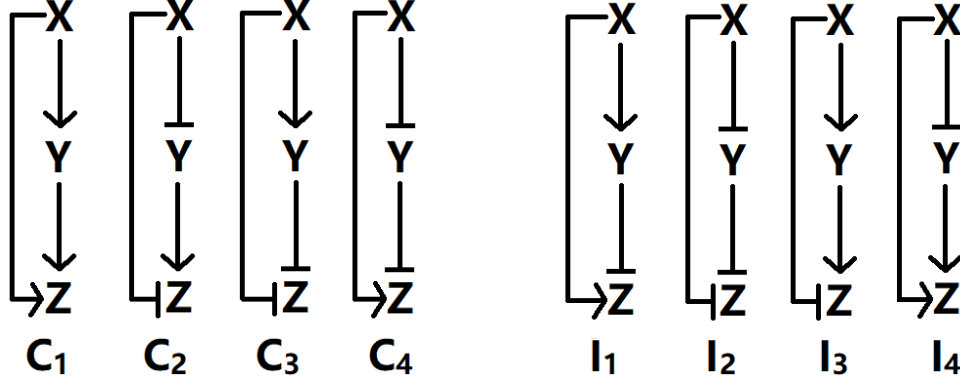 X X X X X X X X
Y Y Y Y Y Y Y Y
Z Z Z Z Z Z Z Z
C₁ C₂ C₃ C₄ I₁ I₂ I₃ I₄